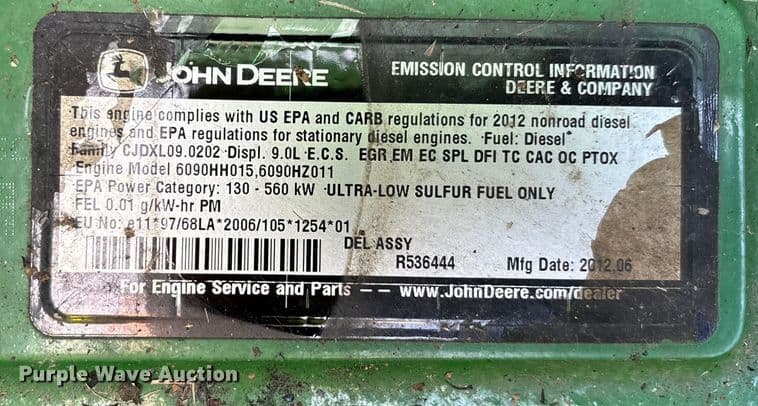 JOHN DEERE
EMISSION CONTROL INFORMATION
DEERE & COMPANY
This engine complies with US EPA and CARB regulations for 2012 nonroad diesel
engines and EPA regulations for stationary diesel engines. Fuel: Diesel
Family CJDXL09.0202 Displ. 9.0L E.C.S. EGR EM EC SPL DFI TC CAC OC PTOX
Engine Model 6090HH015,6090HZ011
EPA Power Category: 130 - 560 kW ULTRA-LOW SULFUR FUEL ONLY
FEL 0.01 g/kW-hr PM
EU No: e11*97/68LA*2006/105*1254*01
DEL ASSY
R536444 Mfg Date: 2012.06
For Engine Service and Parts – – www.JohnDeere.com/dealer
Purple Wave Auction